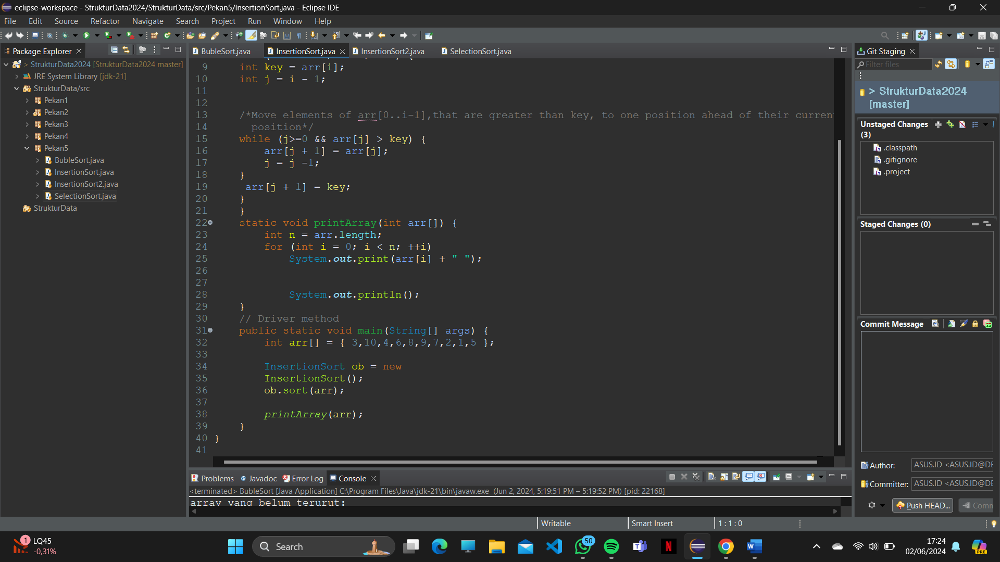 eclipse-workspace - StrukturData2024/StrukturData/src/Pekan5/InsertionSort.java - Eclipse IDE
File Edit Source Refactor Navigate Search Project Run Window Help
Package Explorer
> StrukturData2024 [StrukturData2024 master]
JRE System Library [jdk-21]
StrukturData/src
Pekan1
Pekan2
Pekan3
Pekan4
Pekan5
BubleSort.java
InsertionSort.java
InsertionSort2.java
SelectionSort.java
StrukturData
BubleSort.java InsertionSort.java InsertionSort2.java SelectionSort.java
9 int key = arr[i];
10 int j = i - 1;
11
12
13 /*Move elements of arr[0..i-1],that are greater than key, to one position ahead of their curren
14 position*/
15 while (j>=0 && arr[j] > key) {
16 arr[j + 1] = arr[j];
17 j = j -1;
18 }
19 arr[j + 1] = key;
20 }
21 }
22 static void printArray(int arr[]) {
23 int n = arr.length;
24 for (int i = 0; i < n; ++i)
25 System.out.print(arr[i] + " ");
26
27
28 System.out.println();
29 }
30 // Driver method
31 public static void main(String[] args) {
32 int arr[] = { 3,10,4,6,8,9,7,2,1,5 };
33
34 InsertionSort ob = new
35 InsertionSort();
36 ob.sort(arr);
37
38 printArray(arr);
39 }
40 }
41
Problems Javadoc Error Log Console
<terminated> BubleSort [Java Application] C:\Program Files\Java\jdk-21\bin\javaw.exe (Jun 2, 2024, 5:19:51 PM – 5:19:52 PM) [pid: 22168]
array yang belum terurut:
Git Staging
Filter files
> StrukturData2024
[master]
Unstaged Changes
(3)
.classpath
.gitignore
.project
Staged Changes (0)
Commit Message
Author: ASUS.ID <ASUS.ID@DE
Committer: ASUS.ID <ASUS.ID@DE
Push HEAD... Comm
Writable Smart Insert 1 : 1 : 0
1
LQ45
-0,31%
Search
50
PRE
17:24
02/06/2024